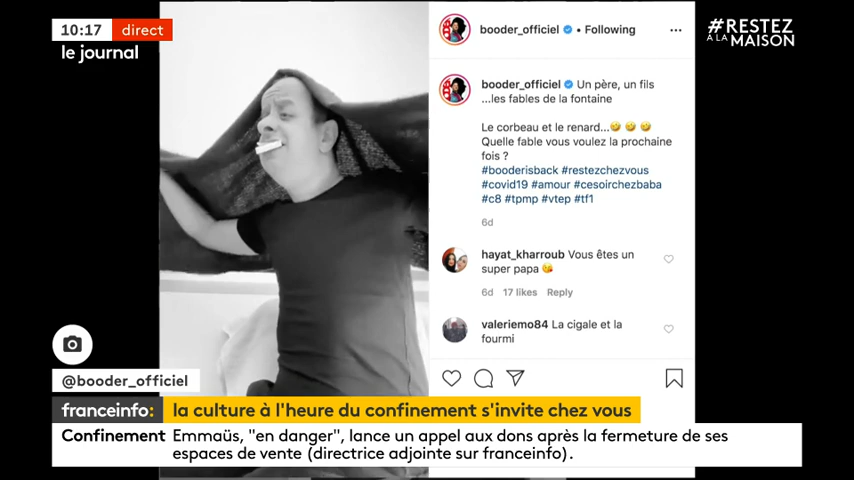 10:17 direct
le journal
#RESTEZ
À LA MAISON
booder_officiel • Following
booder_officiel Un père, un fils
...les fables de la fontaine
Le corbeau et le renard...🤣 🤣 🤣
Quelle fable vous voulez la prochaine
fois ?
#booderisback #restezchezvous
#covid19 #amour #cesoirchezbaba
#c8 #tpmp #vtep #tf1
6d
hayat_kharroub Vous êtes un
super papa 😘
6d 17 likes Reply
valeriemo84 La cigale et la
fourmi
@booder_officiel
franceinfo: la culture à l'heure du confinement s'invite chez vous
Confinement Emmaüs, "en danger", lance un appel aux dons après la fermeture de ses
espaces de vente (directrice adjointe sur franceinfo).